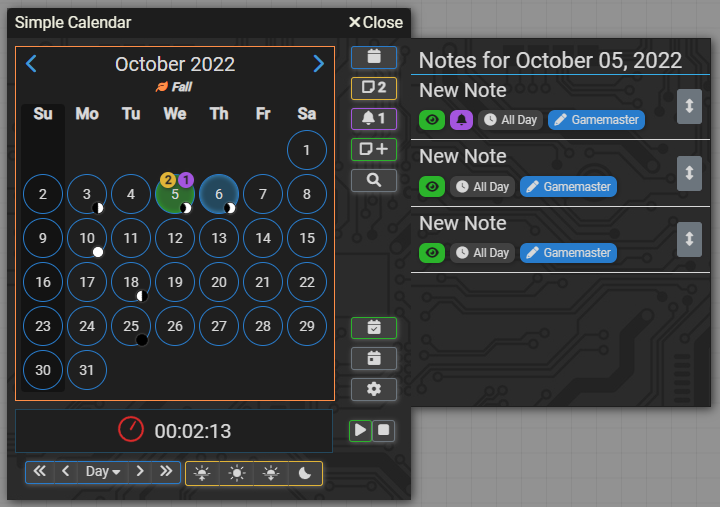 Simple Calendar
Close
October 2022
Fall
Su Mo Tu We Th Fr Sa
1
2 1
2 3 4 5 6 7 8
9 10 11 12 13 14 15
16 17 18 19 20 21 22
23 24 25 26 27 28 29
30 31
00:02:13
Day
2
1
Notes for October 05, 2022
New Note
All Day Gamemaster
New Note
All Day Gamemaster
New Note
All Day Gamemaster